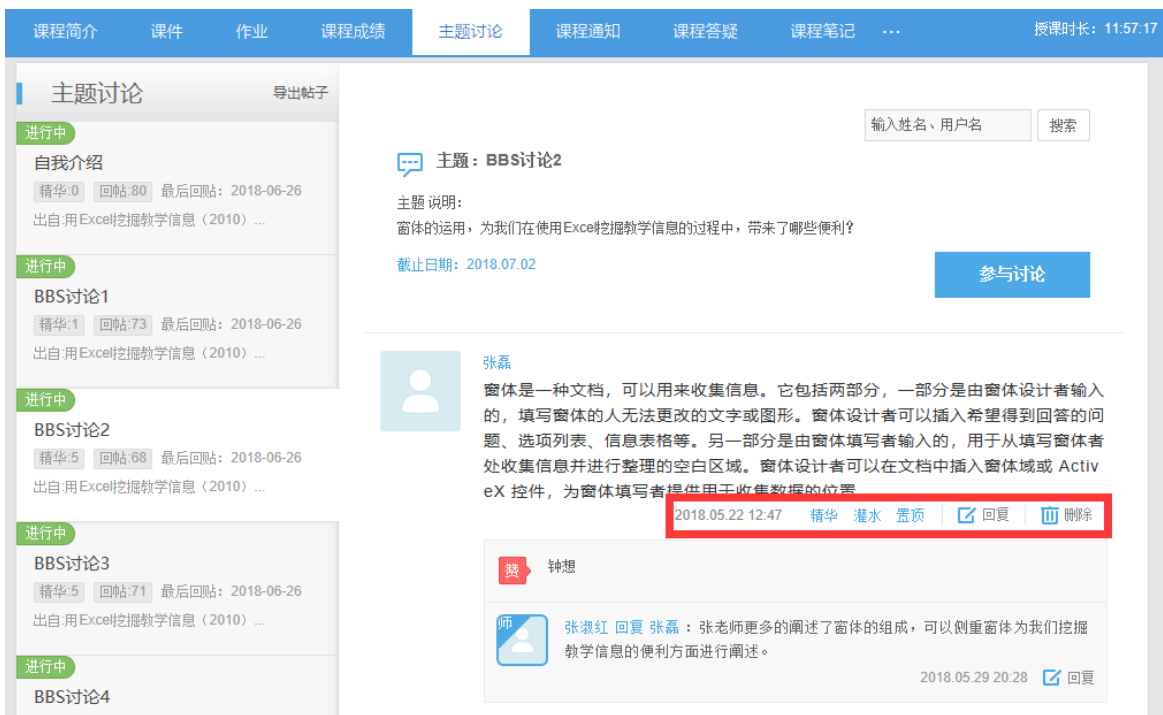 课程简介 课件 作业 课程成绩 主题讨论 课程通知 课程答疑 课程笔记 ... 授课时长：11:57:17
主题讨论 导出帖子
进行中
自我介绍
精华:0 回帖:80 最后回贴：2018-06-26
出自:用Excel挖掘教学信息（2010）...
进行中
BBS讨论1
精华:1 回帖:73 最后回贴：2018-06-26
出自:用Excel挖掘教学信息（2010）...
进行中
BBS讨论2
精华:5 回帖:68 最后回贴：2018-06-26
出自:用Excel挖掘教学信息（2010）...
进行中
BBS讨论3
精华:5 回帖:71 最后回贴：2018-06-26
出自:用Excel挖掘教学信息（2010）...
进行中
BBS讨论4
输入姓名、用户名 搜索
主题：BBS讨论2
主题说明：
窗体的运用，为我们在使用Excel挖掘教学信息的过程中，带来了哪些便利？
截止日期：2018.07.02
参与讨论
张磊
窗体是一种文档，可以用来收集信息。它包括两部分，一部分是由窗体设计者输入
的，填写窗体的人无法更改的文字或图形。窗体设计者可以插入希望得到回答的问
题、选项列表、信息表格等。另一部分是由窗体填写者输入的，用于从填写窗体者
处收集信息并进行整理的空白区域。窗体设计者可以在文档中插入窗体域或 Activ
eX 控件，为窗体填写者提供用于收集数据的位置
2018.05.22 12:47 精华 灌水 置顶 回复 删除
赞 钟想
师 张淑红 回复 张磊：张老师更多的阐述了窗体的组成，可以侧重窗体为我们挖掘
教学信息的便利方面进行阐述。
2018.05.29 20:28 回复